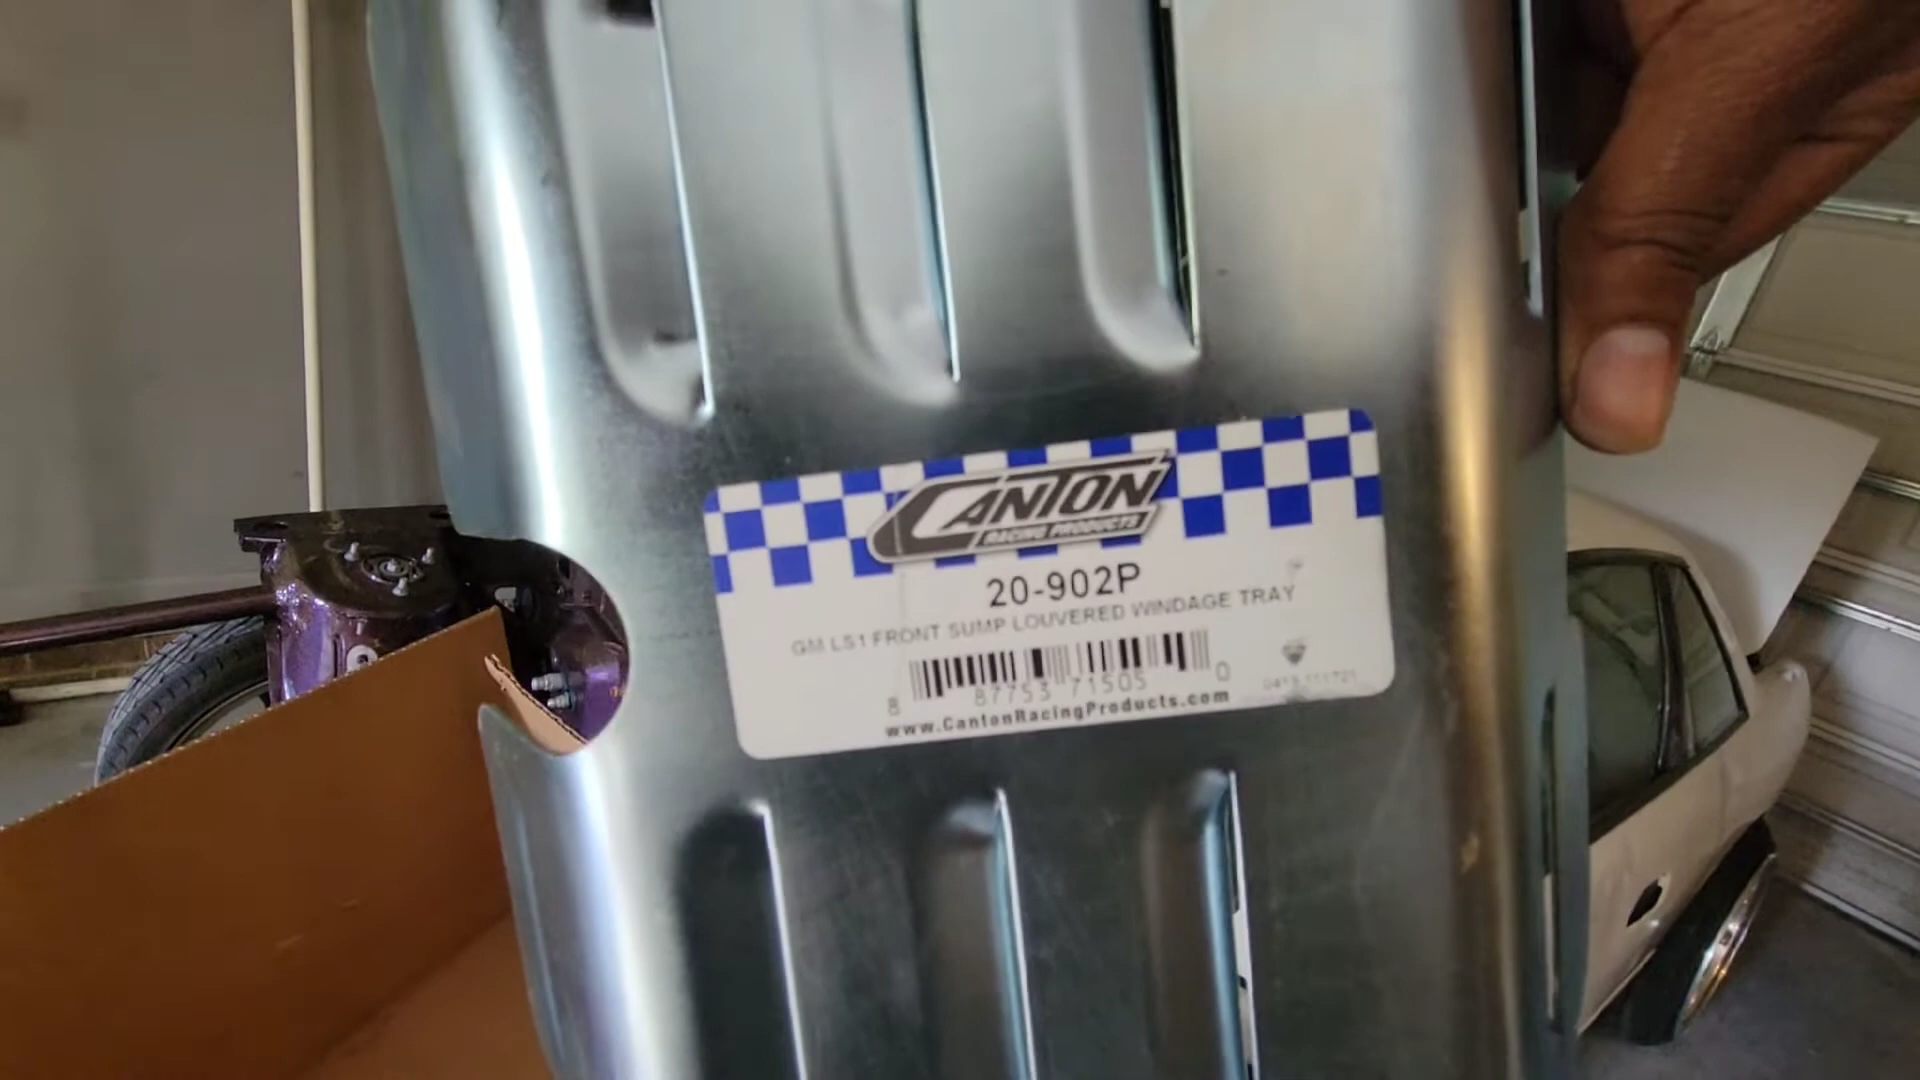 CANTON
RACING PRODUCTS
20-902P
GM LS1 FRONT SUMP LOUVERED WINDAGE TRAY
8 87753 71505 0
www.CantonRacingProducts.com